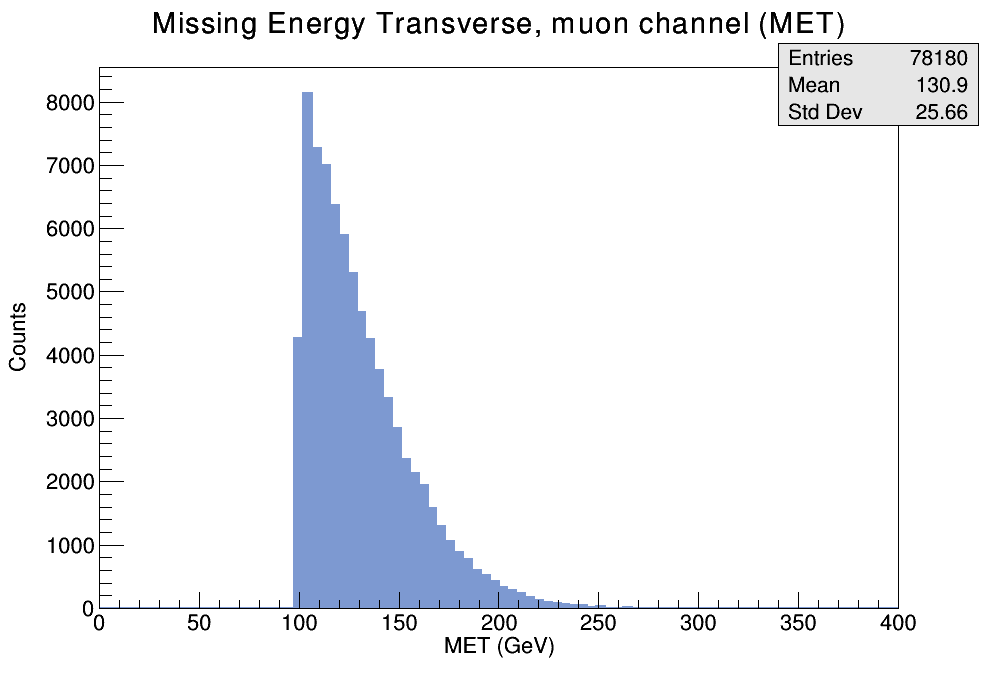 Missing Energy Transverse, muon channel (MET)
Entries 78180
Mean 130.9
Std Dev 25.66
8000
7000
6000
5000
4000
3000
2000
1000
0
Counts
0 50 100 150 200 250 300 350 400
MET (GeV)